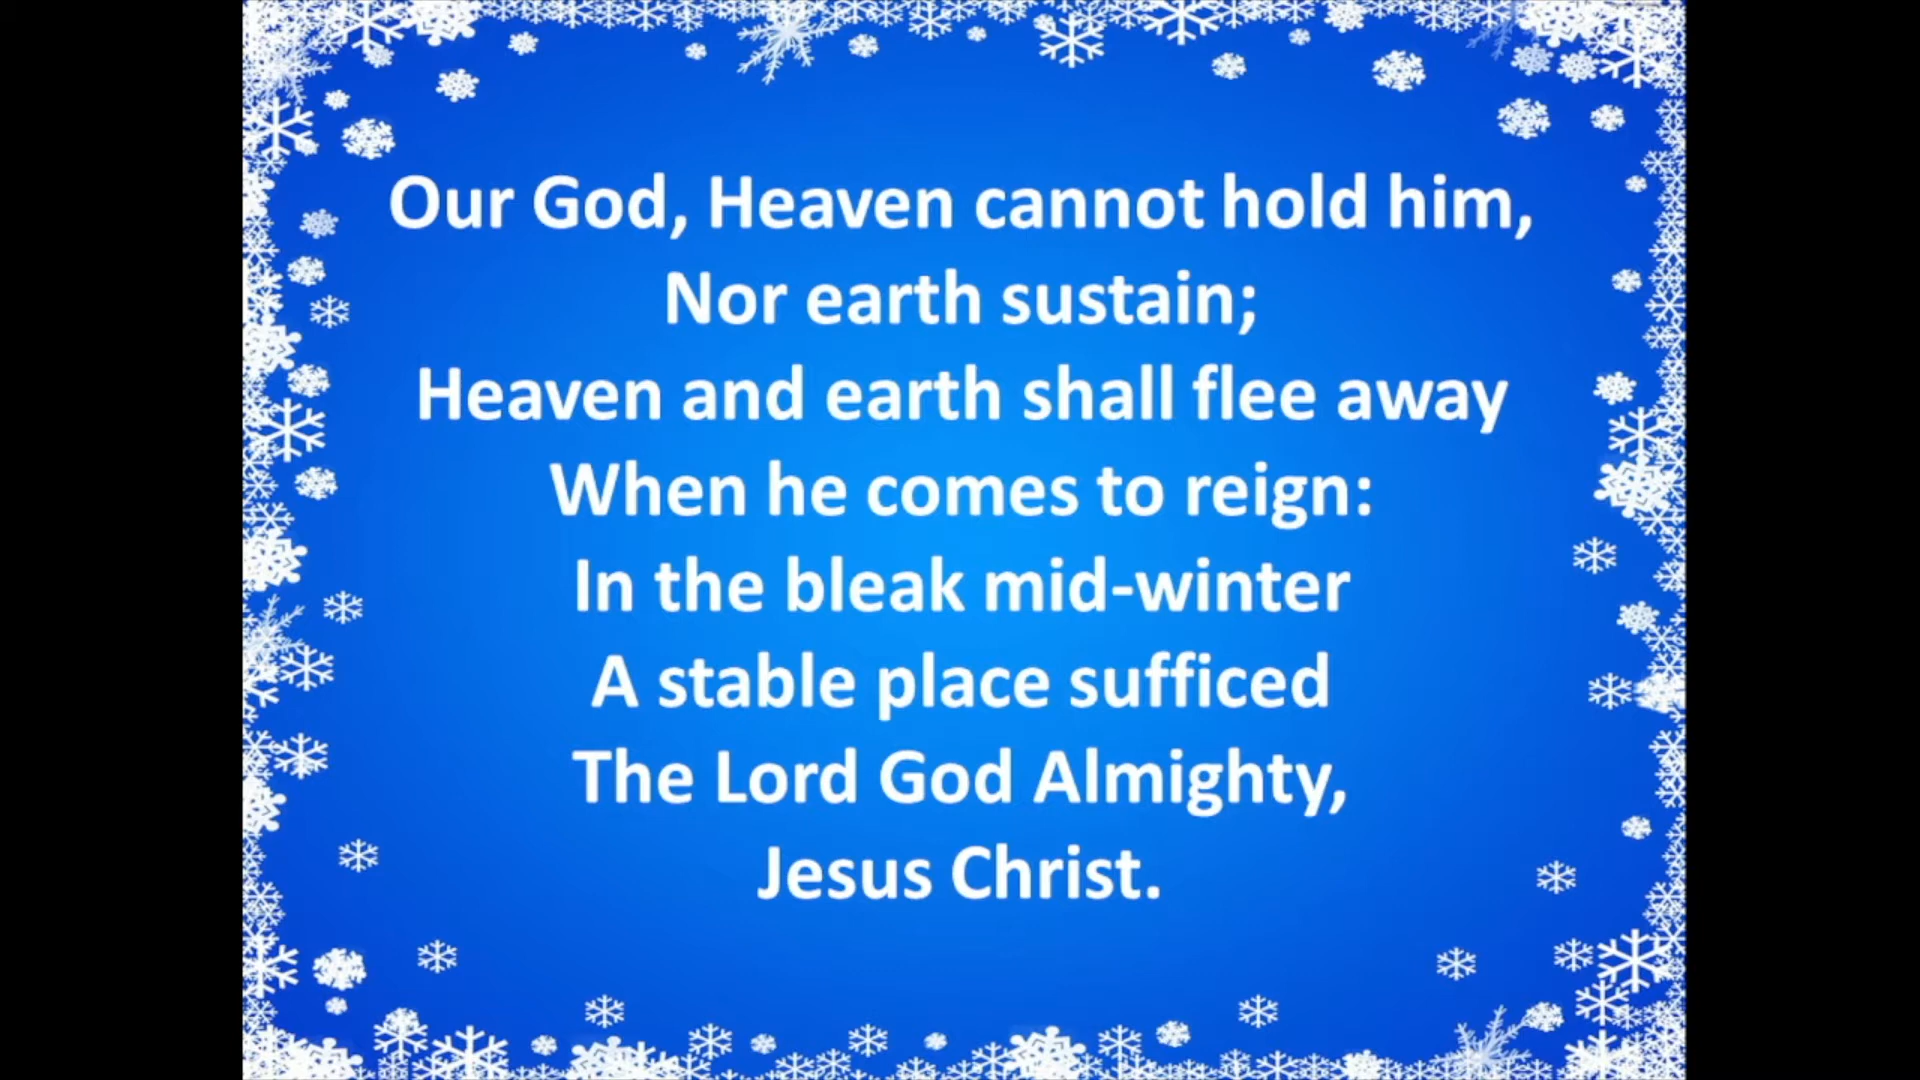 Our God, Heaven cannot hold him,
Nor earth sustain;
Heaven and earth shall flee away
When he comes to reign:
In the bleak mid-winter
A stable place sufficed
The Lord God Almighty,
Jesus Christ.